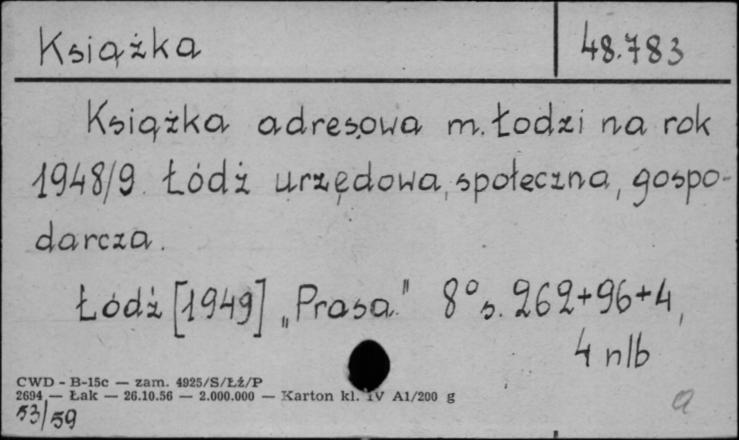 Książka 48.783
Książka adresowa m. Łodzi na rok
1948/9. Łódź urzędowa, społeczna, gospo-
darcza.
Łódź [1949] „Prasa" 8° s. 262+96+4,
4 nlb
CWD - B-15c — zam. 4925/S/Łź/P
2694 — Łak — 26.10.56 — 2.000.000 — Karton kl. IV A1/200 g
53/59
a